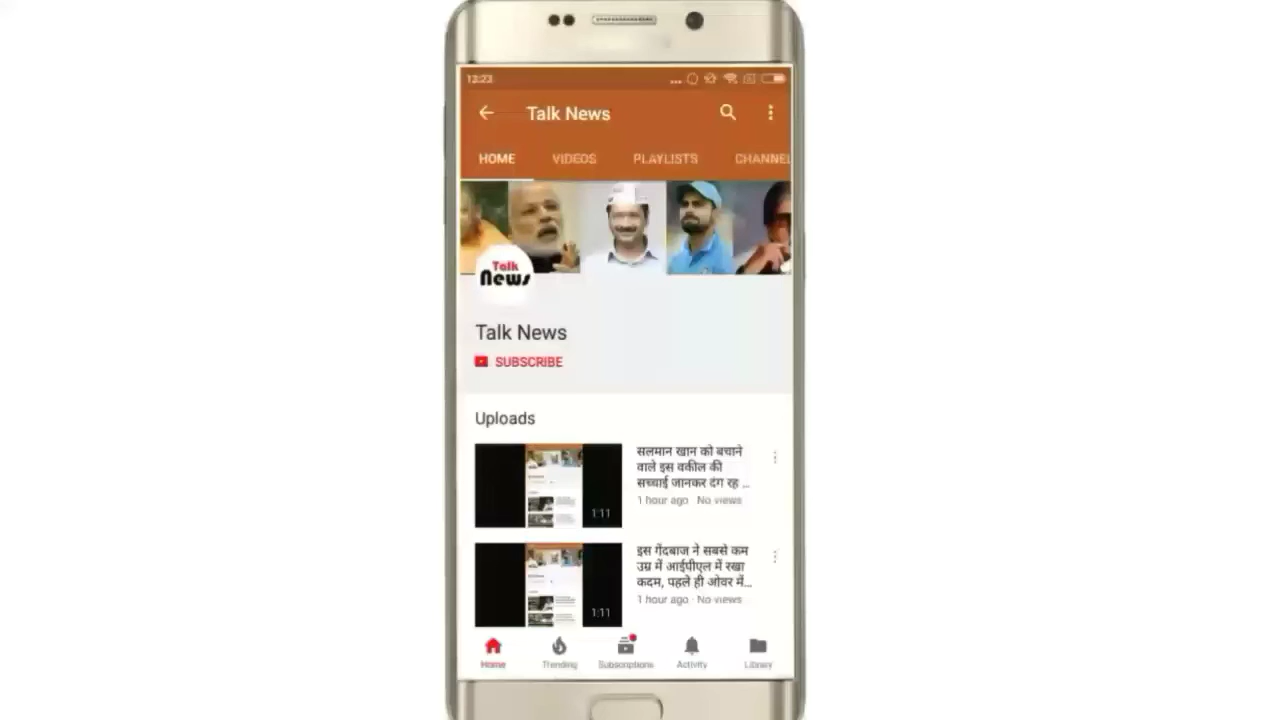 13:23
Talk News
HOME VIDEOS PLAYLISTS CHANNEL
Talk
News
Talk News
SUBSCRIBE
Uploads
सलमान खान को बचाने
वाले इस वकील की
सच्चाई जानकर दंग रह ...
1 hour ago · No views
1:11
इस गेंदबाज ने सबसे कम
उम्र में आईपीएल में रखा
कदम, पहले ही ओवर में...
1 hour ago · No views
1:11
Home Trending Subscriptions Activity Library